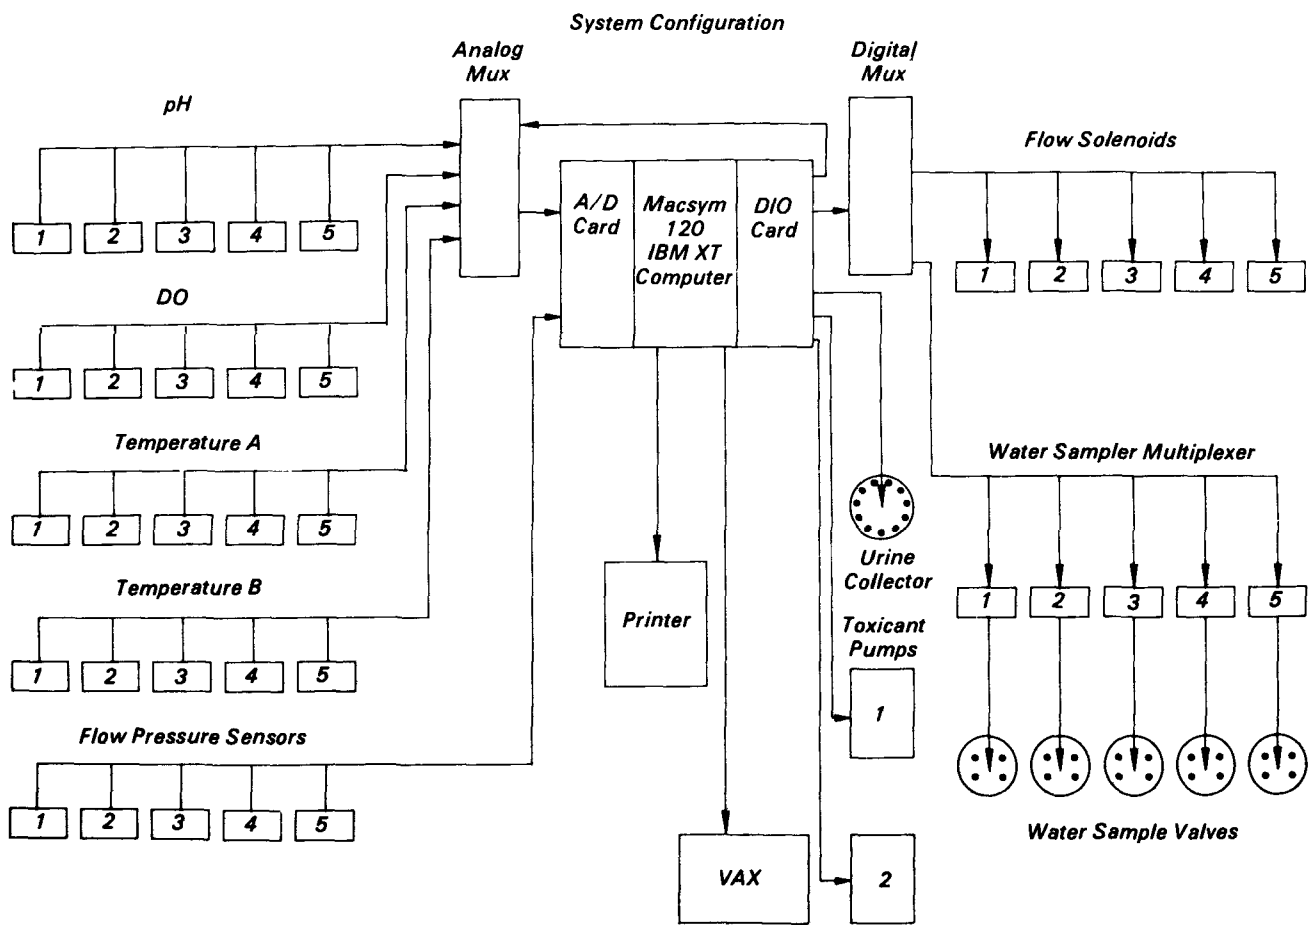 System Configuration
Analog
Mux
Digital
Mux
pH
1 2 3 4 5
DO
1 2 3 4 5
Temperature A
1 2 3 4 5
Temperature B
1 2 3 4 5
Flow Pressure Sensors
1 2 3 4 5
A/D
Card
Macsym
120
IBM XT
Computer
DIO
Card
Printer
VAX
Urine
Collector
Toxicant
Pumps
1
2
Flow Solenoids
1 2 3 4 5
Water Sampler Multiplexer
1 2 3 4 5
Water Sample Valves